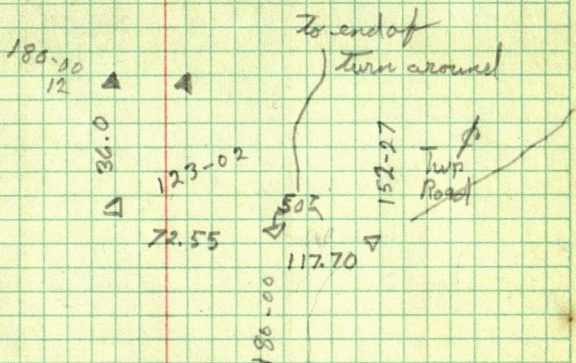 to end of
turn around
180-00
12
36.0
123-02
152-27
Twp
Road
50±
72.55
117.70
180-00